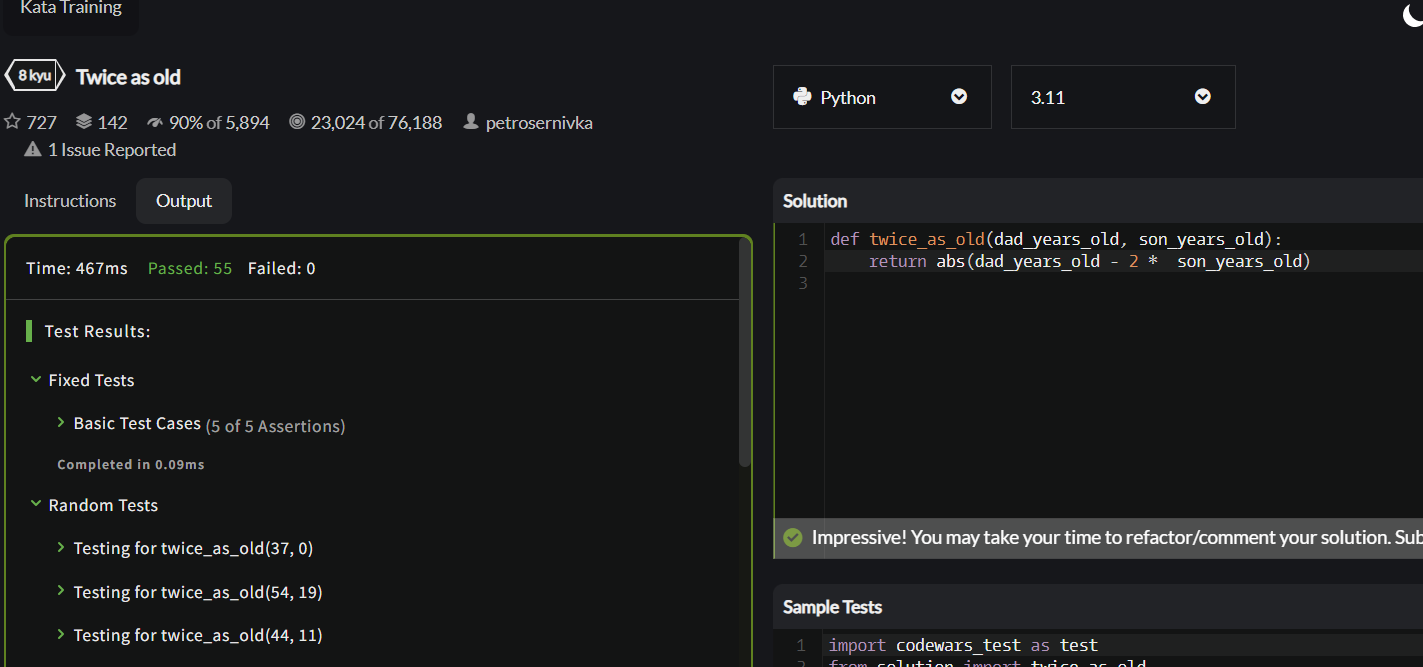 Kata Training
8 kyu Twice as old
727 142 90% of 5,894 23,024 of 76,188 petrosernivka
1 Issue Reported
Instructions Output
Time: 467ms Passed: 55 Failed: 0
Test Results:
Fixed Tests
Basic Test Cases (5 of 5 Assertions)
Completed in 0.09ms
Random Tests
Testing for twice_as_old(37, 0)
Testing for twice_as_old(54, 19)
Testing for twice_as_old(44, 11)
Python 3.11
Solution
1 def twice_as_old(dad_years_old, son_years_old):
2     return abs(dad_years_old - 2 *  son_years_old)
3
Impressive! You may take your time to refactor/comment your solution. Sub
Sample Tests
1 import codewars_test as test
2 from solution import twice_as_old